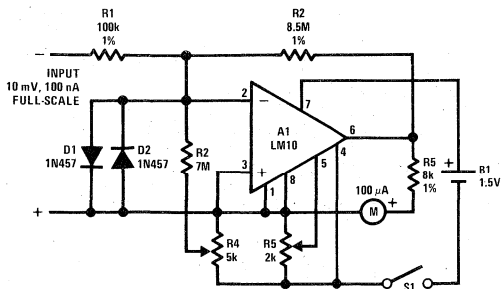 R1
100k
1%
R2
8.5M
1%
−
INPUT
10 mV, 100 nA
FULL-SCALE
D1
1N457
D2
1N457
R2
7M
2
−
3
+
A1
LM10
7
6
4
5
8
1
R5
8k
1%
+
R1
1.5V
100 µA
M
+
+
R4
5k
R5
2k
S1